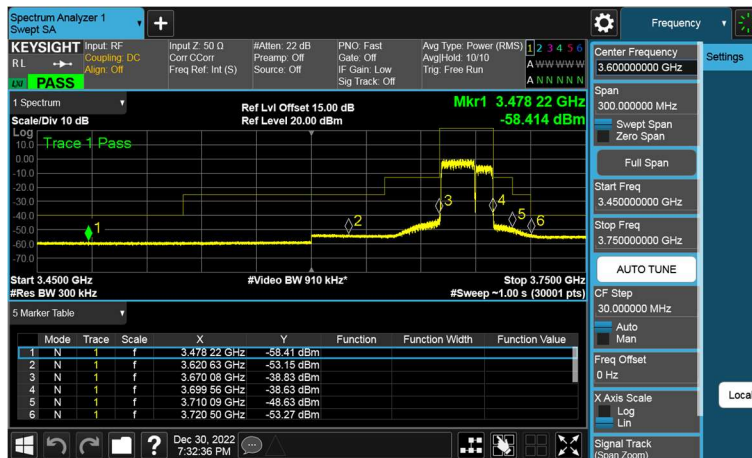 Spectrum Analyzer 1
Swept SA
+
Frequency
KEYSIGHT
RL
LXI PASS
Input: RF
Coupling: DC
Align: Off
Input Z: 50 Ω
Corr CCorr
Freq Ref: Int (S)
#Atten: 22 dB
Preamp: Off
Source: Off
PNO: Fast
Gate: Off
IF Gain: Low
Sig Track: Off
Avg Type: Power (RMS)
Avg|Hold: 10/10
Trig: Free Run
1 2 3 4 5 6
A W W W W W
A N N N N N
1 Spectrum
Scale/Div 10 dB
Ref Lvl Offset 15.00 dB
Ref Level 20.00 dBm
Mkr1 3.478 22 GHz
-58.414 dBm
Log
Trace 1 Pass
10.0
0.00
-10.0
-20.0
-30.0
-40.0
-50.0
-60.0
-70.0
1
2
3
4
5
6
Start 3.4500 GHz
#Res BW 300 kHz
#Video BW 910 kHz*
Stop 3.7500 GHz
#Sweep ~1.00 s (30001 pts)
5 Marker Table
Mode Trace Scale X Y Function Function Width Function Value
1 N 1 f 3.478 22 GHz -58.41 dBm
2 N 1 f 3.620 63 GHz -53.15 dBm
3 N 1 f 3.670 08 GHz -38.83 dBm
4 N 1 f 3.699 56 GHz -38.63 dBm
5 N 1 f 3.710 09 GHz -48.63 dBm
6 N 1 f 3.720 50 GHz -53.27 dBm
?
Dec 30, 2022
7:32:36 PM
Center Frequency
3.600000000 GHz
Settings
Span
300.000000 MHz
Swept Span
Zero Span
Full Span
Start Freq
3.450000000 GHz
Stop Freq
3.750000000 GHz
AUTO TUNE
CF Step
30.000000 MHz
Auto
Man
Freq Offset
0 Hz
X Axis Scale
Log
Lin
Local
Signal Track
(Span Zoom)